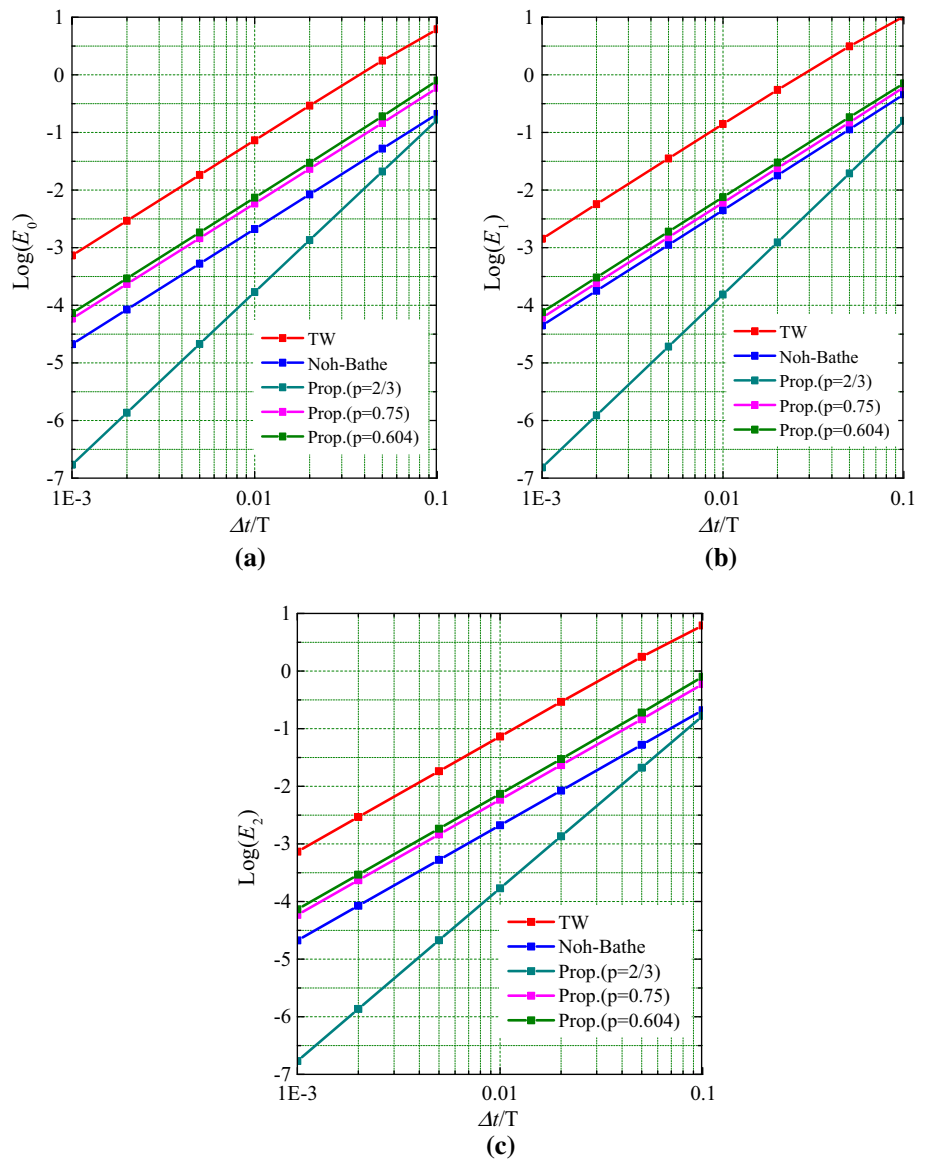 1
0
-1
-2
-3
-4
-5
-6
-7
Log(E0)
TW
Noh-Bathe
Prop.(p=2/3)
Prop.(p=0.75)
Prop.(p=0.604)
1E-3 0.01 0.1
Δt/T
(a)
1
0
-1
-2
-3
-4
-5
-6
-7
Log(E1)
TW
Noh-Bathe
Prop.(p=2/3)
Prop.(p=0.75)
Prop.(p=0.604)
1E-3 0.01 0.1
Δt/T
(b)
1
0
-1
-2
-3
-4
-5
-6
-7
Log(E2)
TW
Noh-Bathe
Prop.(p=2/3)
Prop.(p=0.75)
Prop.(p=0.604)
1E-3 0.01 0.1
Δt/T
(c)